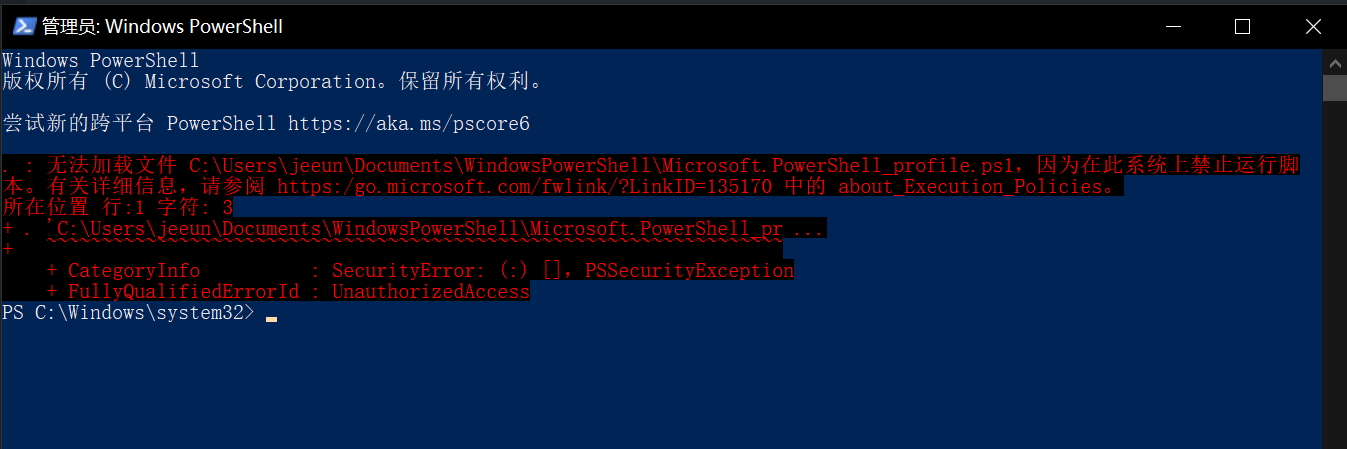 管理员: Windows PowerShell
Windows PowerShell
版权所有 (C) Microsoft Corporation。保留所有权利。
尝试新的跨平台 PowerShell https://aka.ms/pscore6
. : 无法加载文件 C:\Users\jeeun\Documents\WindowsPowerShell\Microsoft.PowerShell_profile.ps1，因为在此系统上禁止运行脚
本。有关详细信息，请参阅 https:/go.microsoft.com/fwlink/?LinkID=135170 中的 about_Execution_Policies。
所在位置 行:1 字符: 3
+ . 'C:\Users\jeeun\Documents\WindowsPowerShell\Microsoft.PowerShell_pr ...
+   ~~~~~~~~~~~~~~~~~~~~~~~~~~~~~~~~~~~~~~~~~~~~~~~~~~~~~~~~~~~~~~~~~~~
    + CategoryInfo          : SecurityError: (:) []，PSSecurityException
    + FullyQualifiedErrorId : UnauthorizedAccess
PS C:\Windows\system32> _